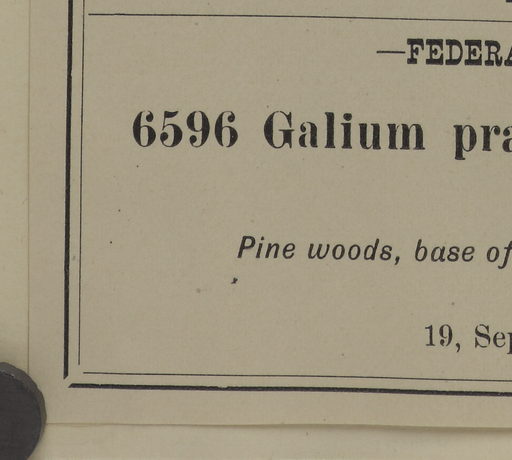 —FEDERA
6596 Galium pra
Pine woods, base of
19, Sep